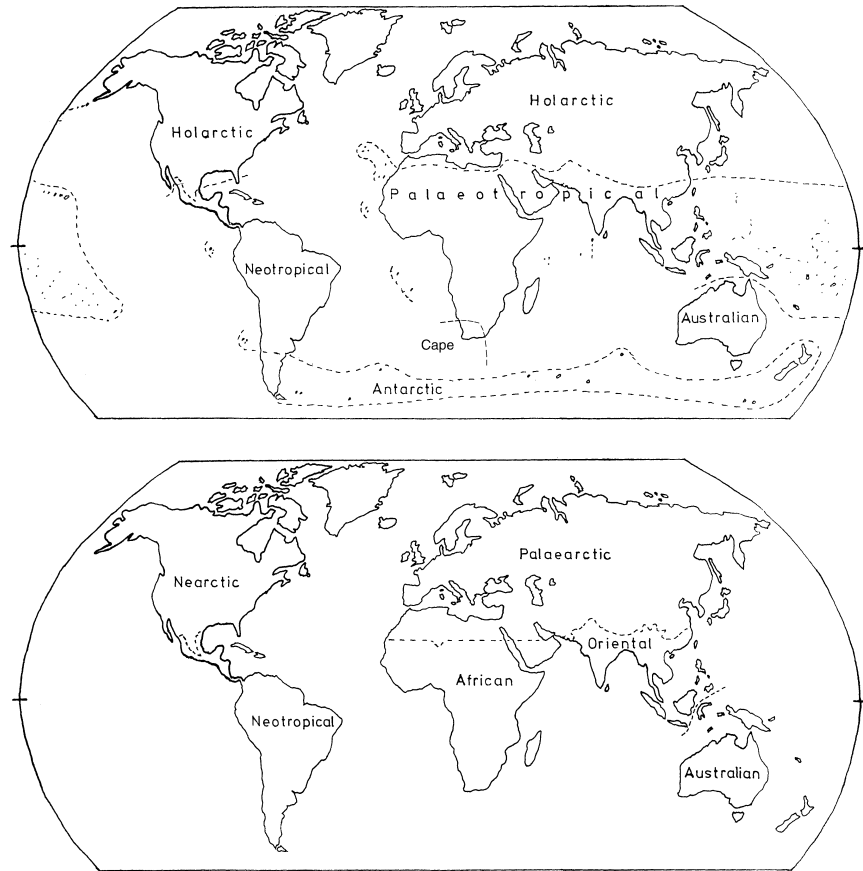 Holarctic
Holarctic
Palaeotropical
Neotropical
Australian
Cape
Antarctic
Palaearctic
Nearctic
Oriental
African
Neotropical
Australian